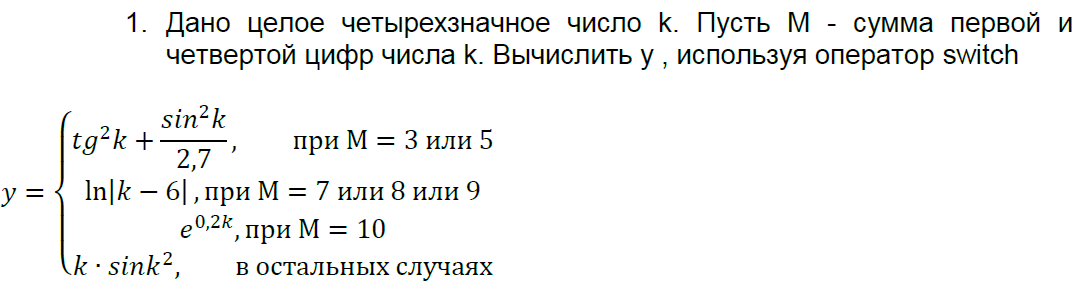 1. Дано целое четырехзначное число k. Пусть М - сумма первой и
четвертой цифр числа k. Вычислить y , используя оператор switch
y = { tg²k + sin²k / 2,7 , при М = 3 или 5
ln|k − 6| , при М = 7 или 8 или 9
e^{0,2k}, при М = 10
k · sink², в остальных случаях